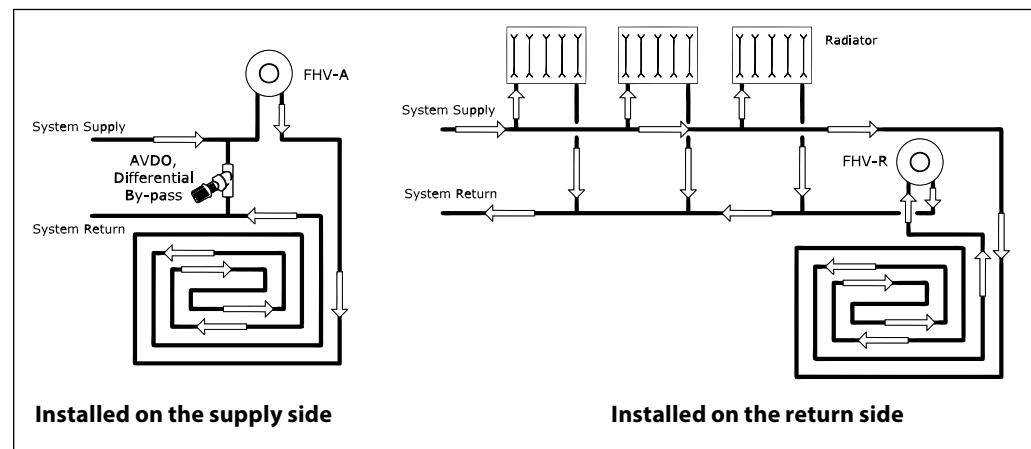 FHV-A
System Supply
AVDO,
Differential
By-pass
System Return
Installed on the supply side
Radiator
System Supply
FHV-R
System Return
Installed on the return side